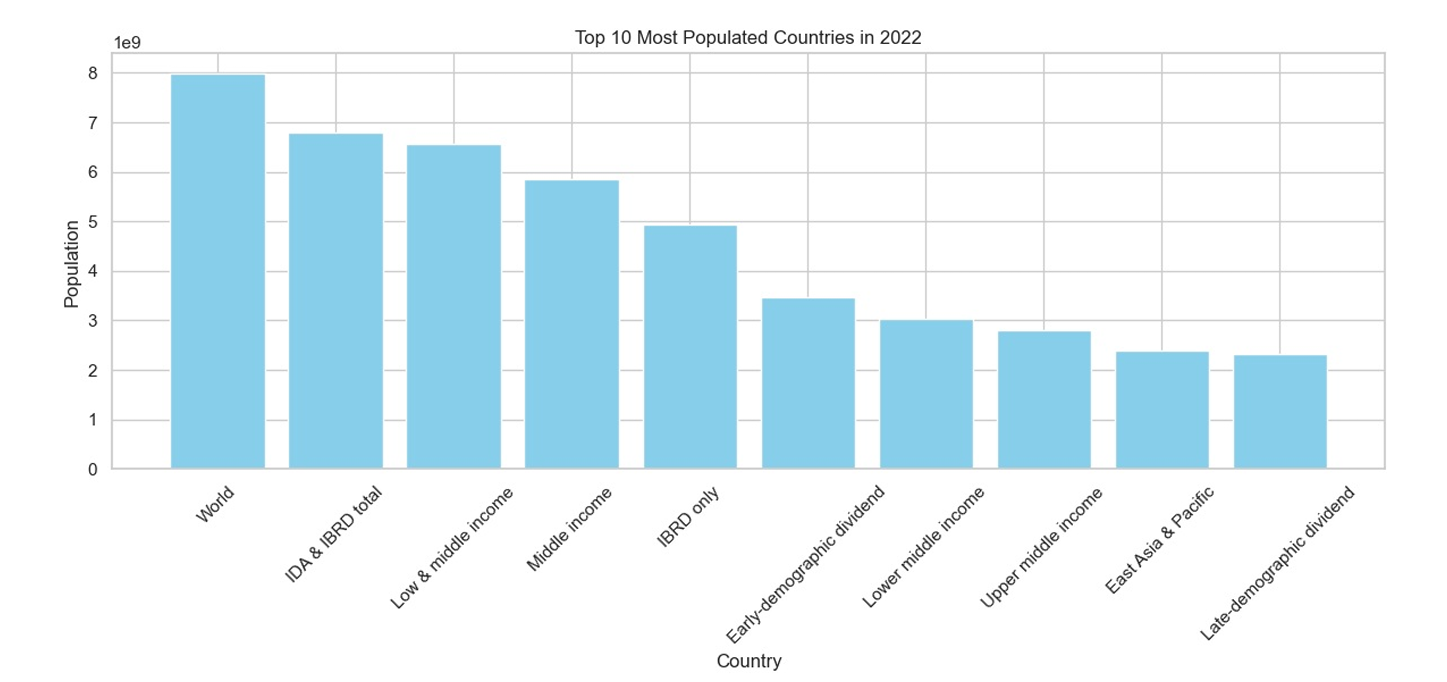 Top 10 Most Populated Countries in 2022
1e9
8
7
6
5
4
3
2
1
0
Population
World
IDA & IBRD total
Low & middle income
Middle income
IBRD only
Early-demographic dividend
Lower middle income
Upper middle income
East Asia & Pacific
Late-demographic dividend
Country